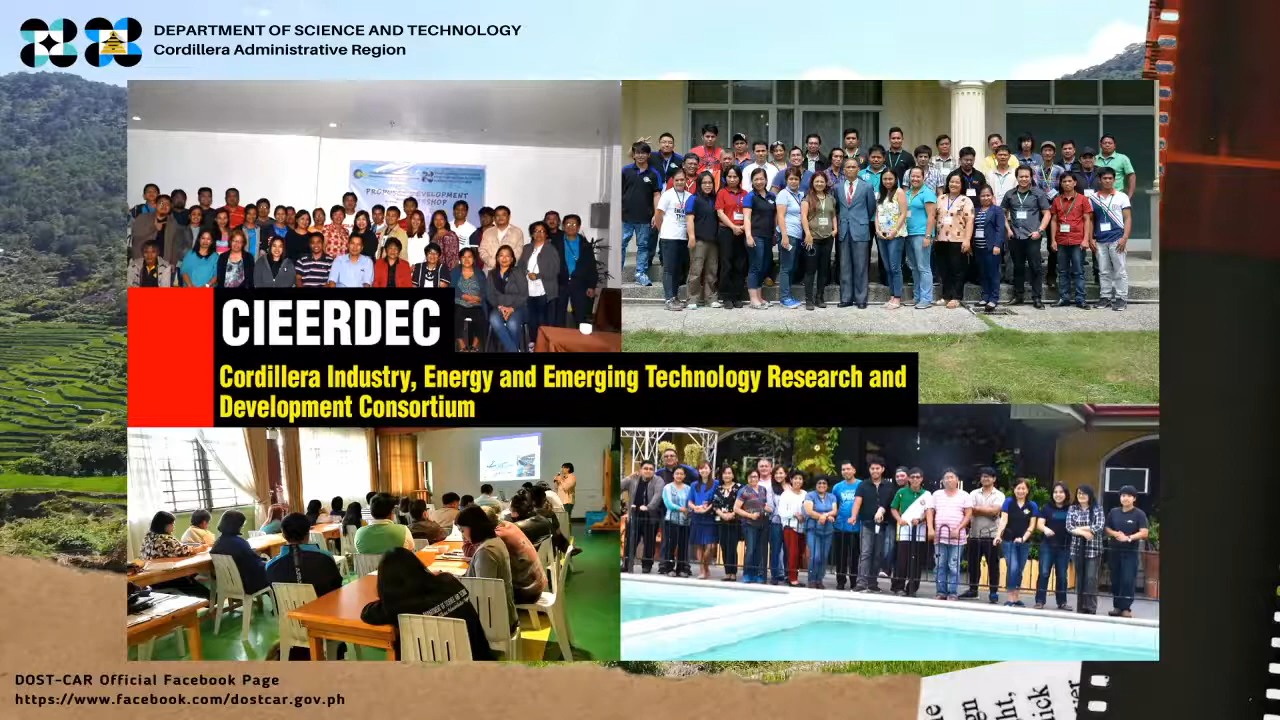 DEPARTMENT OF SCIENCE AND TECHNOLOGY
Cordillera Administrative Region
DEVELOPMENT
CIEERDEC
Cordillera Industry, Energy and Emerging Technology Research and
Development Consortium
DOST-CAR Official Facebook Page
https://www.facebook.com/dostcar.gov.ph